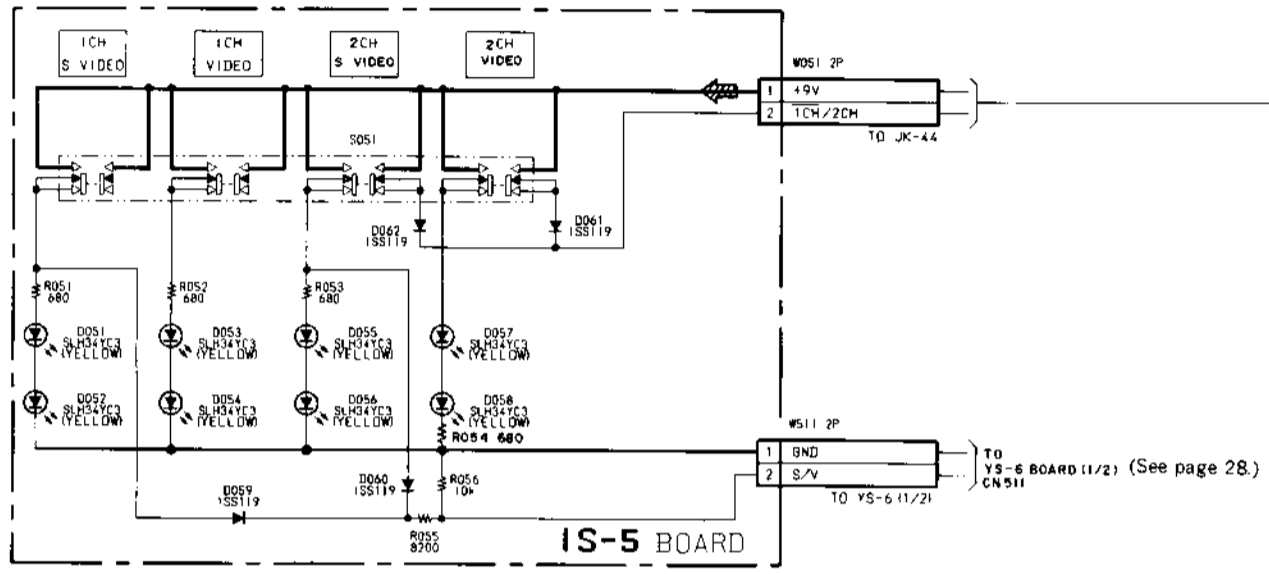 1CH
S VIDEO
1CH
VIDEO
2CH
S VIDEO
2CH
VIDEO
W051 2P
1 +9V
2 1CH/2CH
TO JK-44
S051
D062
1SS119
D061
1SS119
R051
680
R052
680
R053
680
D051
SLH34YC3
(YELLOW)
D053
SLH34YC3
(YELLOW)
D055
SLH34YC3
(YELLOW)
D057
SLH34YC3
(YELLOW)
D052
SLH34YC3
(YELLOW)
D054
SLH34YC3
(YELLOW)
D056
SLH34YC3
(YELLOW)
D058
SLH34YC3
(YELLOW)
R054 680
W511 2P
1 GND
2 S/V
TO YS-6 (1/2)
TO
YS-6 BOARD (1/2) (See page 28.)
CN511
D059
1SS119
D060
1SS119
R056
10k
R055
8200
IS-5 BOARD